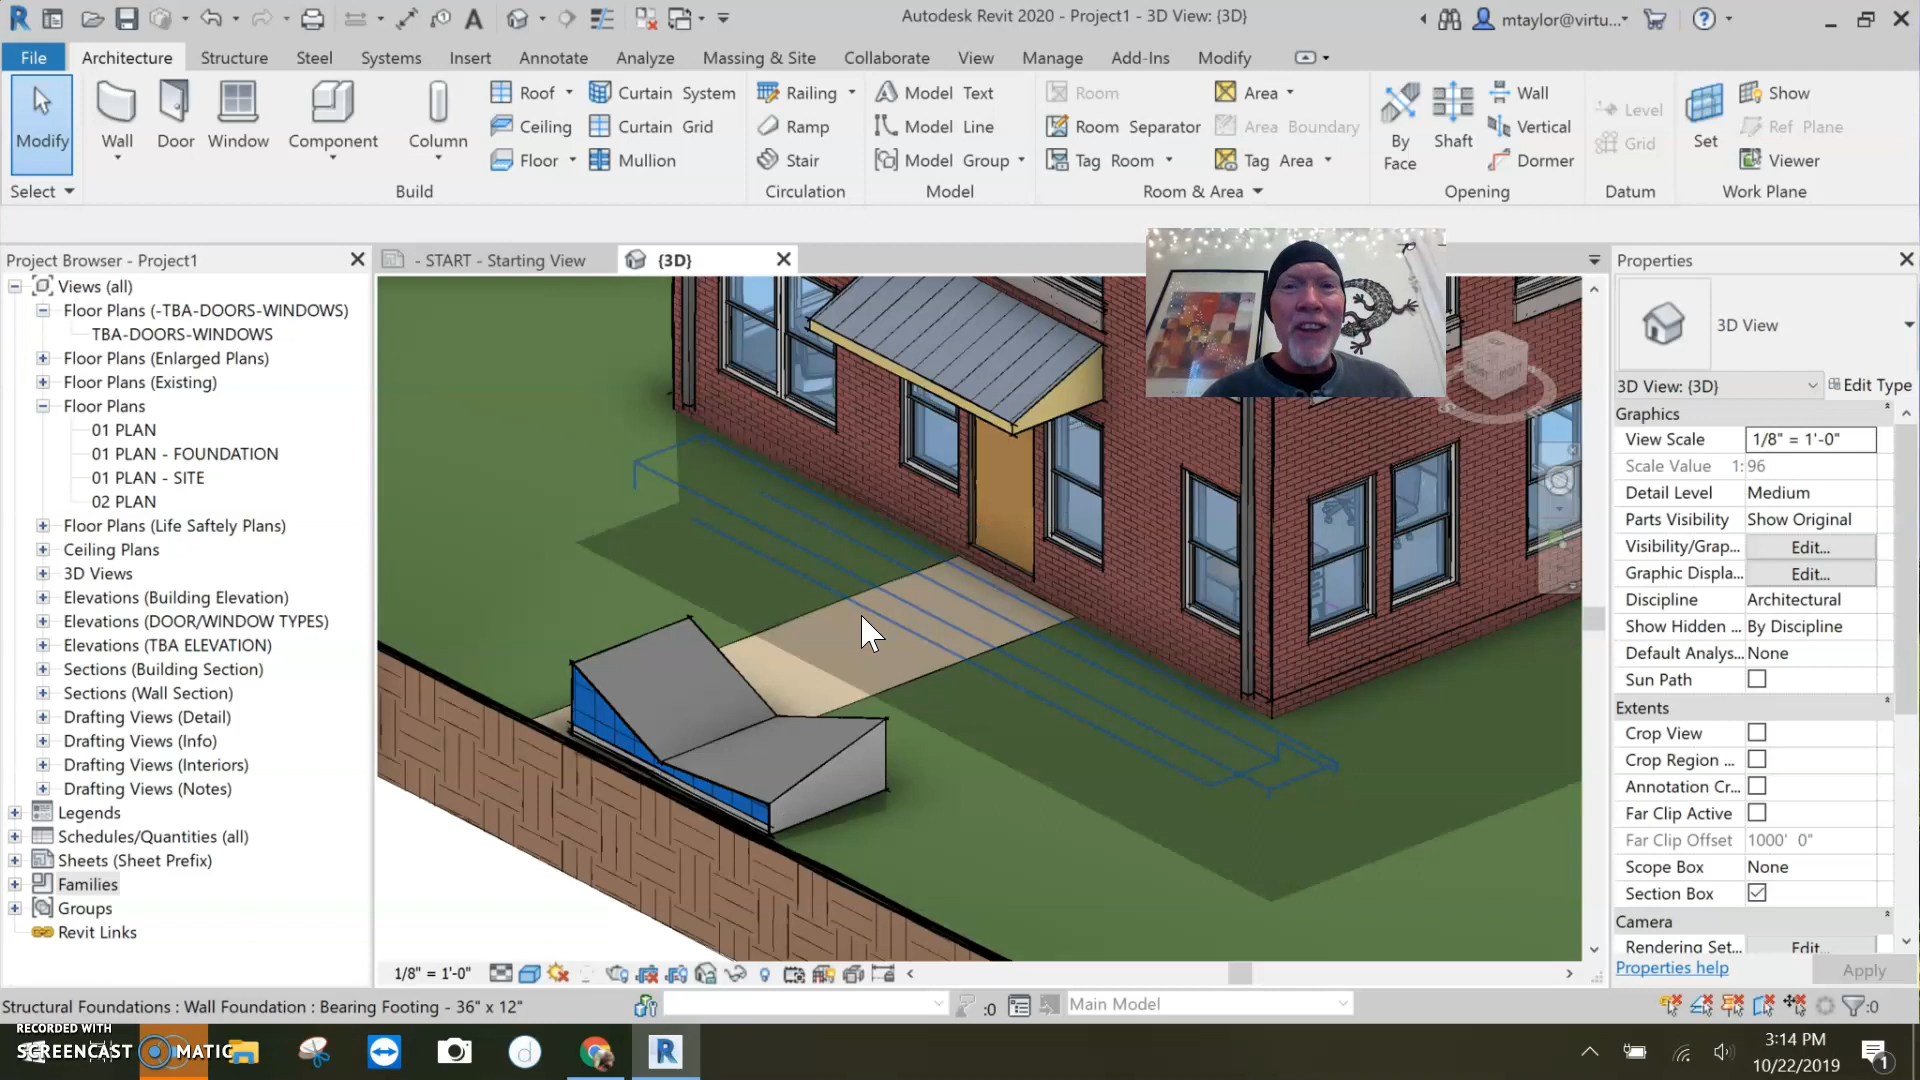 Autodesk Revit 2020 - Project1 - 3D View: {3D}
mtaylor@virtu...
File Architecture Structure Steel Systems Insert Annotate Analyze Massing & Site Collaborate View Manage Add-Ins Modify
Modify Wall Door Window Component Column
Roof Curtain System
Ceiling Curtain Grid
Floor Mullion
Railing
Ramp
Stair
Model Text
Model Line
Model Group
Room
Room Separator
Tag Room
Area
Area Boundary
Tag Area
By Face
Shaft
Wall
Vertical
Dormer
Level
Grid
Set
Show
Ref Plane
Viewer
Select Build Circulation Model Room & Area Opening Datum Work Plane
Project Browser - Project1
- START - Starting View
{3D}
Views (all)
Floor Plans (-TBA-DOORS-WINDOWS)
TBA-DOORS-WINDOWS
Floor Plans (Enlarged Plans)
Floor Plans (Existing)
Floor Plans
01 PLAN
01 PLAN - FOUNDATION
01 PLAN - SITE
02 PLAN
Floor Plans (Life Saftely Plans)
Ceiling Plans
3D Views
Elevations (Building Elevation)
Elevations (DOOR/WINDOW TYPES)
Elevations (TBA ELEVATION)
Sections (Building Section)
Sections (Wall Section)
Drafting Views (Detail)
Drafting Views (Info)
Drafting Views (Interiors)
Drafting Views (Notes)
Legends
Schedules/Quantities (all)
Sheets (Sheet Prefix)
Families
Groups
Revit Links
Properties
3D View
3D View: {3D} Edit Type
Graphics
View Scale 1/8" = 1'-0"
Scale Value 1: 96
Detail Level Medium
Parts Visibility Show Original
Visibility/Grap... Edit...
Graphic Displa... Edit...
Discipline Architectural
Show Hidden ... By Discipline
Default Analys... None
Sun Path
Extents
Crop View
Crop Region ...
Annotation Cr...
Far Clip Active
Far Clip Offset 1000' 0"
Scope Box None
Section Box
Camera
Rendering Set... Edit...
Properties help Apply
1/8" = 1'-0"
Structural Foundations : Wall Foundation : Bearing Footing - 36" x 12"
:0
Main Model
:0
RECORDED WITH
SCREENCAST MATIC
3:14 PM
10/22/2019
1